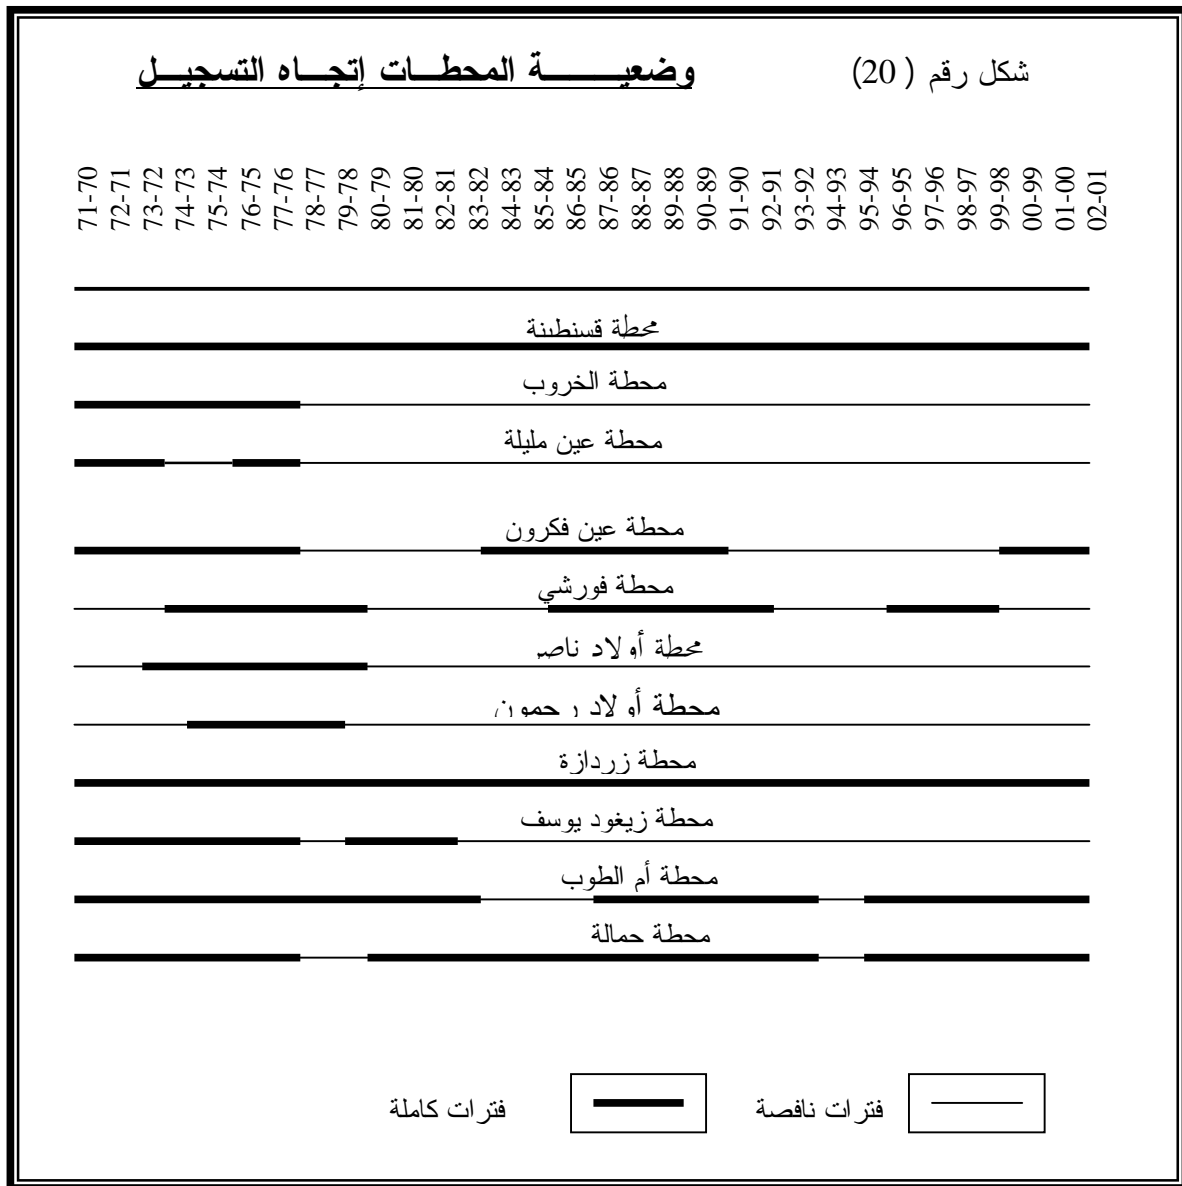 شكل رقم ( 20) وضعيـــــــة المحطــات إتجــاه التسجيــل
71-70
72-71
73-72
74-73
75-74
76-75
77-76
78-77
79-78
80-79
81-80
82-81
83-82
84-83
85-84
86-85
87-86
88-87
89-88
90-89
91-90
92-91
93-92
94-93
95-94
96-95
97-96
98-97
99-98
00-99
01-00
02-01
محطة قسنطينة
محطة الخروب
محطة عين مليلة
محطة عين فكرون
محطة فورشي
محطة أولاد ناصر
محطة أولاد رحمون
محطة زردازة
محطة زيغود يوسف
محطة أم الطوب
محطة حمالة
فترات ناقصة
فترات كاملة